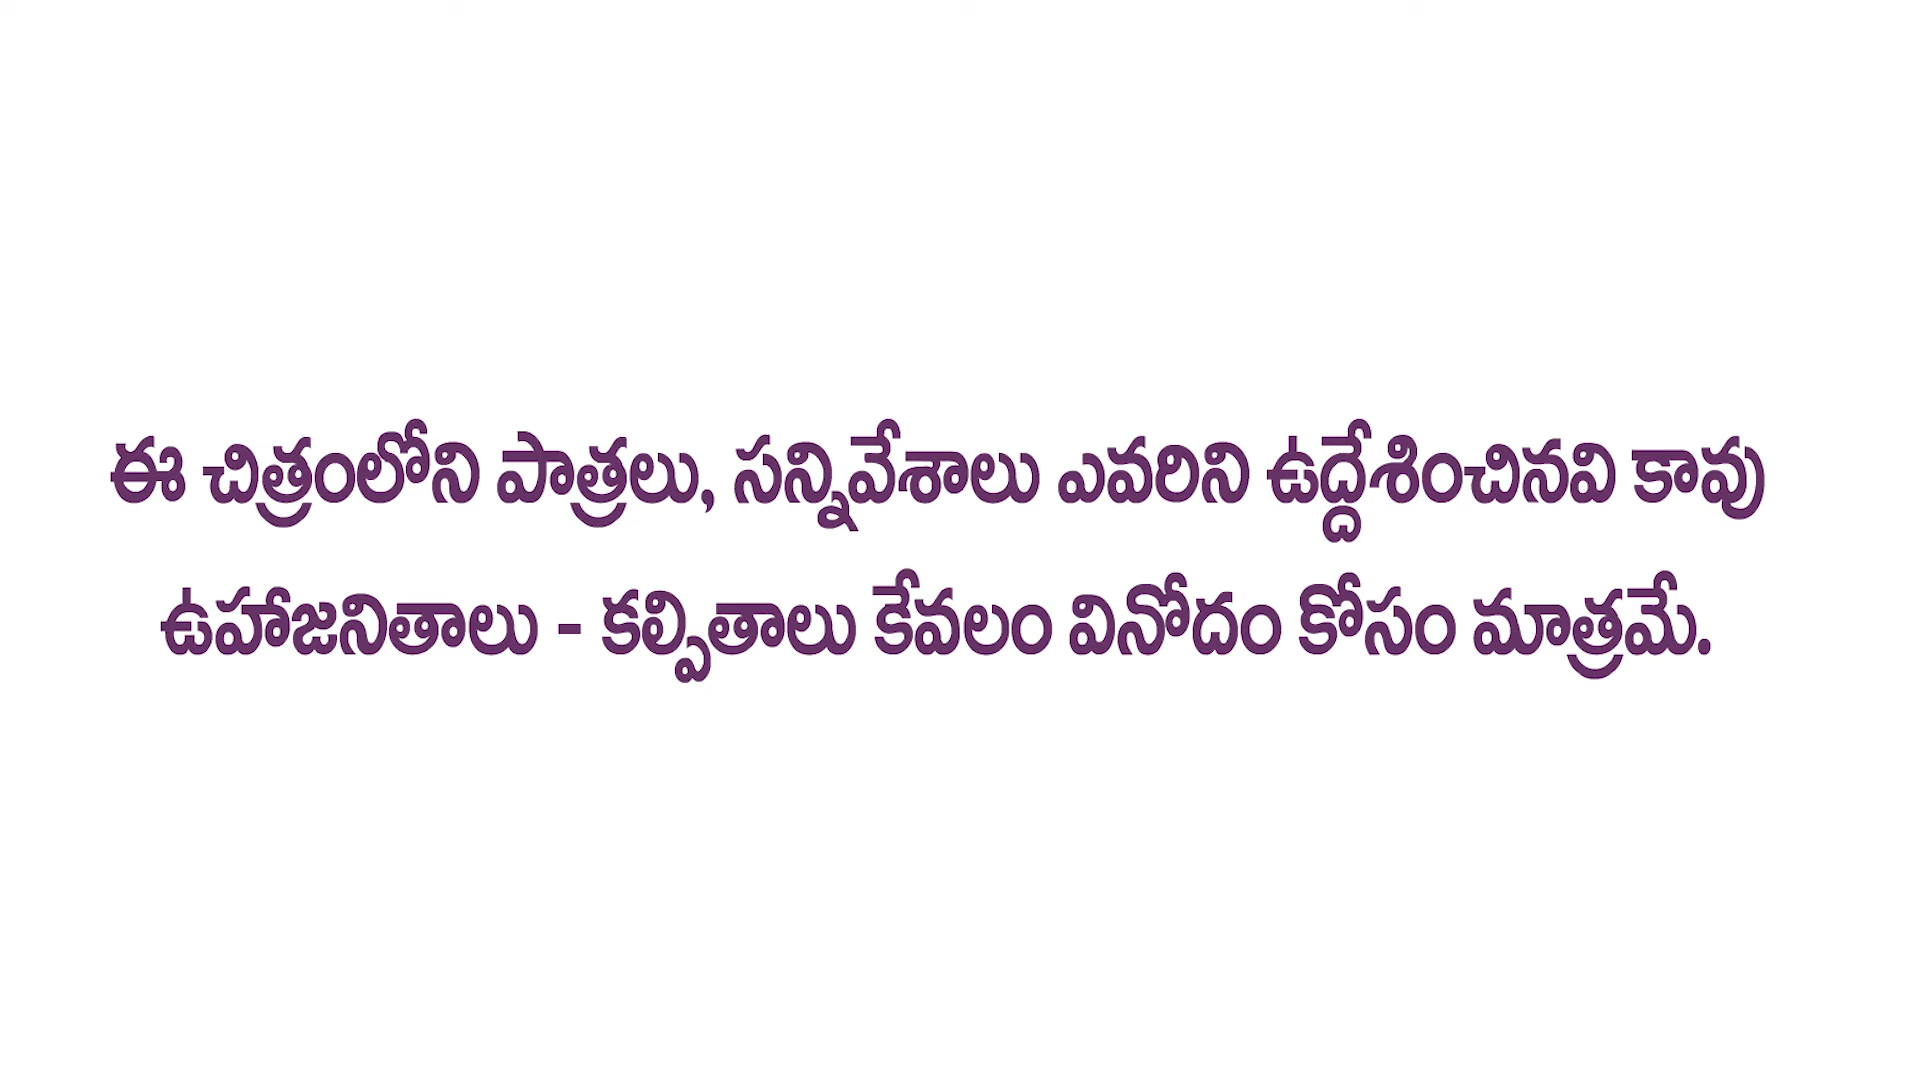 ఈ చిత్రంలోని పాత్రలు, సన్నివేశాలు ఎవరిని ఉద్దేశించినవి కావు
ఉహాజనితాలు - కల్పితాలు కేవలం వినోదం కోసం మాత్రమే.